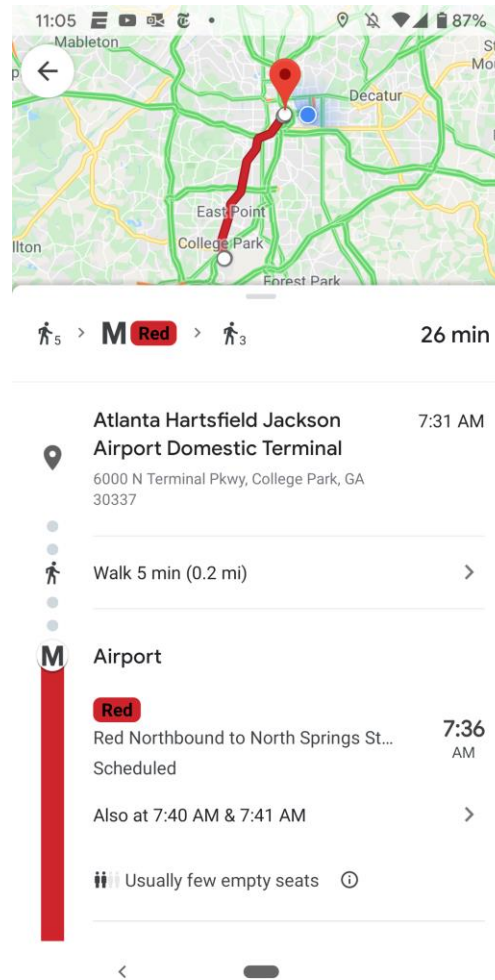 11:05
87%
Mableton
Decatur
East Point
College Park
Forest Park
lton
5 > M Red > 3 26 min
Atlanta Hartsfield Jackson 7:31 AM
Airport Domestic Terminal
6000 N Terminal Pkwy, College Park, GA
30337
Walk 5 min (0.2 mi)
M Airport
Red
Red Northbound to North Springs St... 7:36
Scheduled AM
Also at 7:40 AM & 7:41 AM
Usually few empty seats